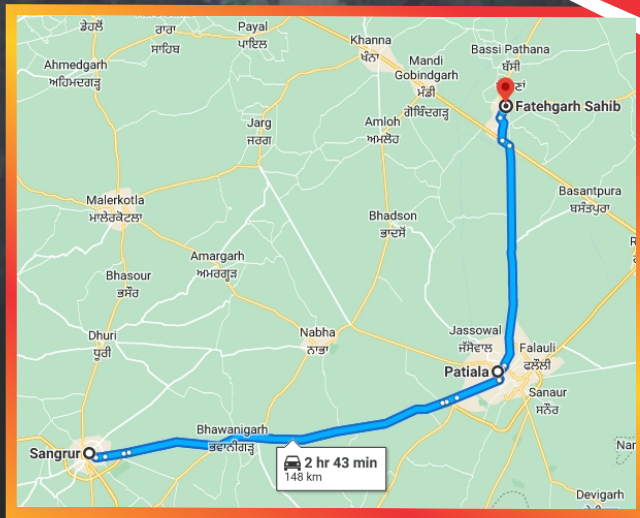 ਡੇਹਲੋਂ
ਰਾਰਾ
ਸਾਹਿਬ
Payal
ਪਾਇਲ
Khanna
ਖੰਨਾ
Bassi Pathana
ਬੱਸੀ
ਣਾਂ
Ahmedgarh
ਅਹਿਮਦਗੜ੍ਹ
Mandi
Gobindgarh
ਮੰਡੀ
ਗੋਬਿੰਦਗੜ੍ਹ
Fatehgarh Sahib
Jarg
ਜਰਗ
Amloh
ਅਮਲੋਹ
Basantpura
ਬਸੰਤਪੁਰਾ
Malerkotla
ਮਾਲੇਰਕੋਟਲਾ
Bhadson
ਭਾਦਸੋਂ
Amargarh
ਅਮਰਗੜ੍ਹ
Bhasour
ਭਸੌਰ
Dhuri
ਧੂਰੀ
Nabha
ਨਾਭਾ
Jassowal
ਜੱਸੋਵਾਲ
Falauli
ਫਲੌਲੀ
Patiala
Sanaur
ਸਨੌਰ
Bhawanigarh
ਭਵਾਨੀਗੜ੍ਹ
Sangrur
2 hr 43 min
148 km
Nar
Devigarh